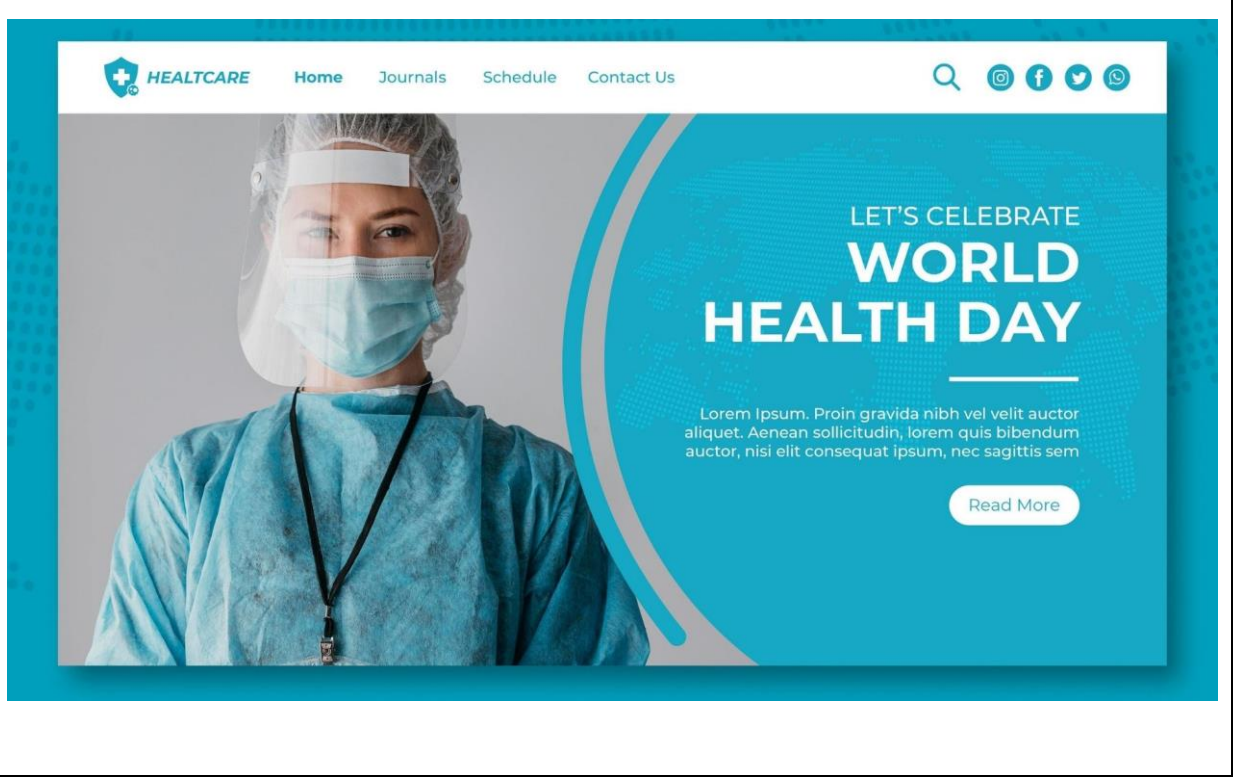 HEALTCARE
Home Journals Schedule Contact Us
LET'S CELEBRATE
WORLD
HEALTH DAY
Lorem Ipsum. Proin gravida nibh vel velit auctor
aliquet. Aenean sollicitudin, lorem quis bibendum
auctor, nisi elit consequat ipsum, nec sagittis sem
Read More